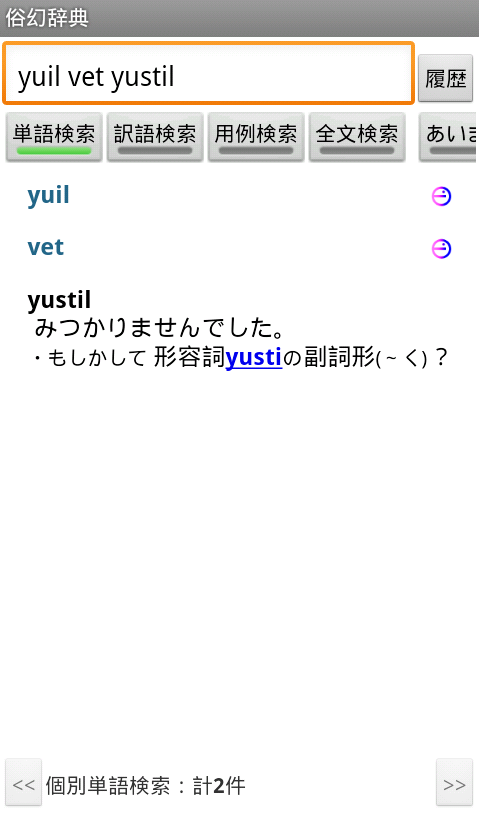 俗幻辞典
yuil vet yustil
履歴
単語検索 訳語検索 用例検索 全文検索 あいま
yuil
vet
yustil
みつかりませんでした。
・もしかして 形容詞yustiの副詞形(~く)？
<< 個別単語検索：計2件 >>